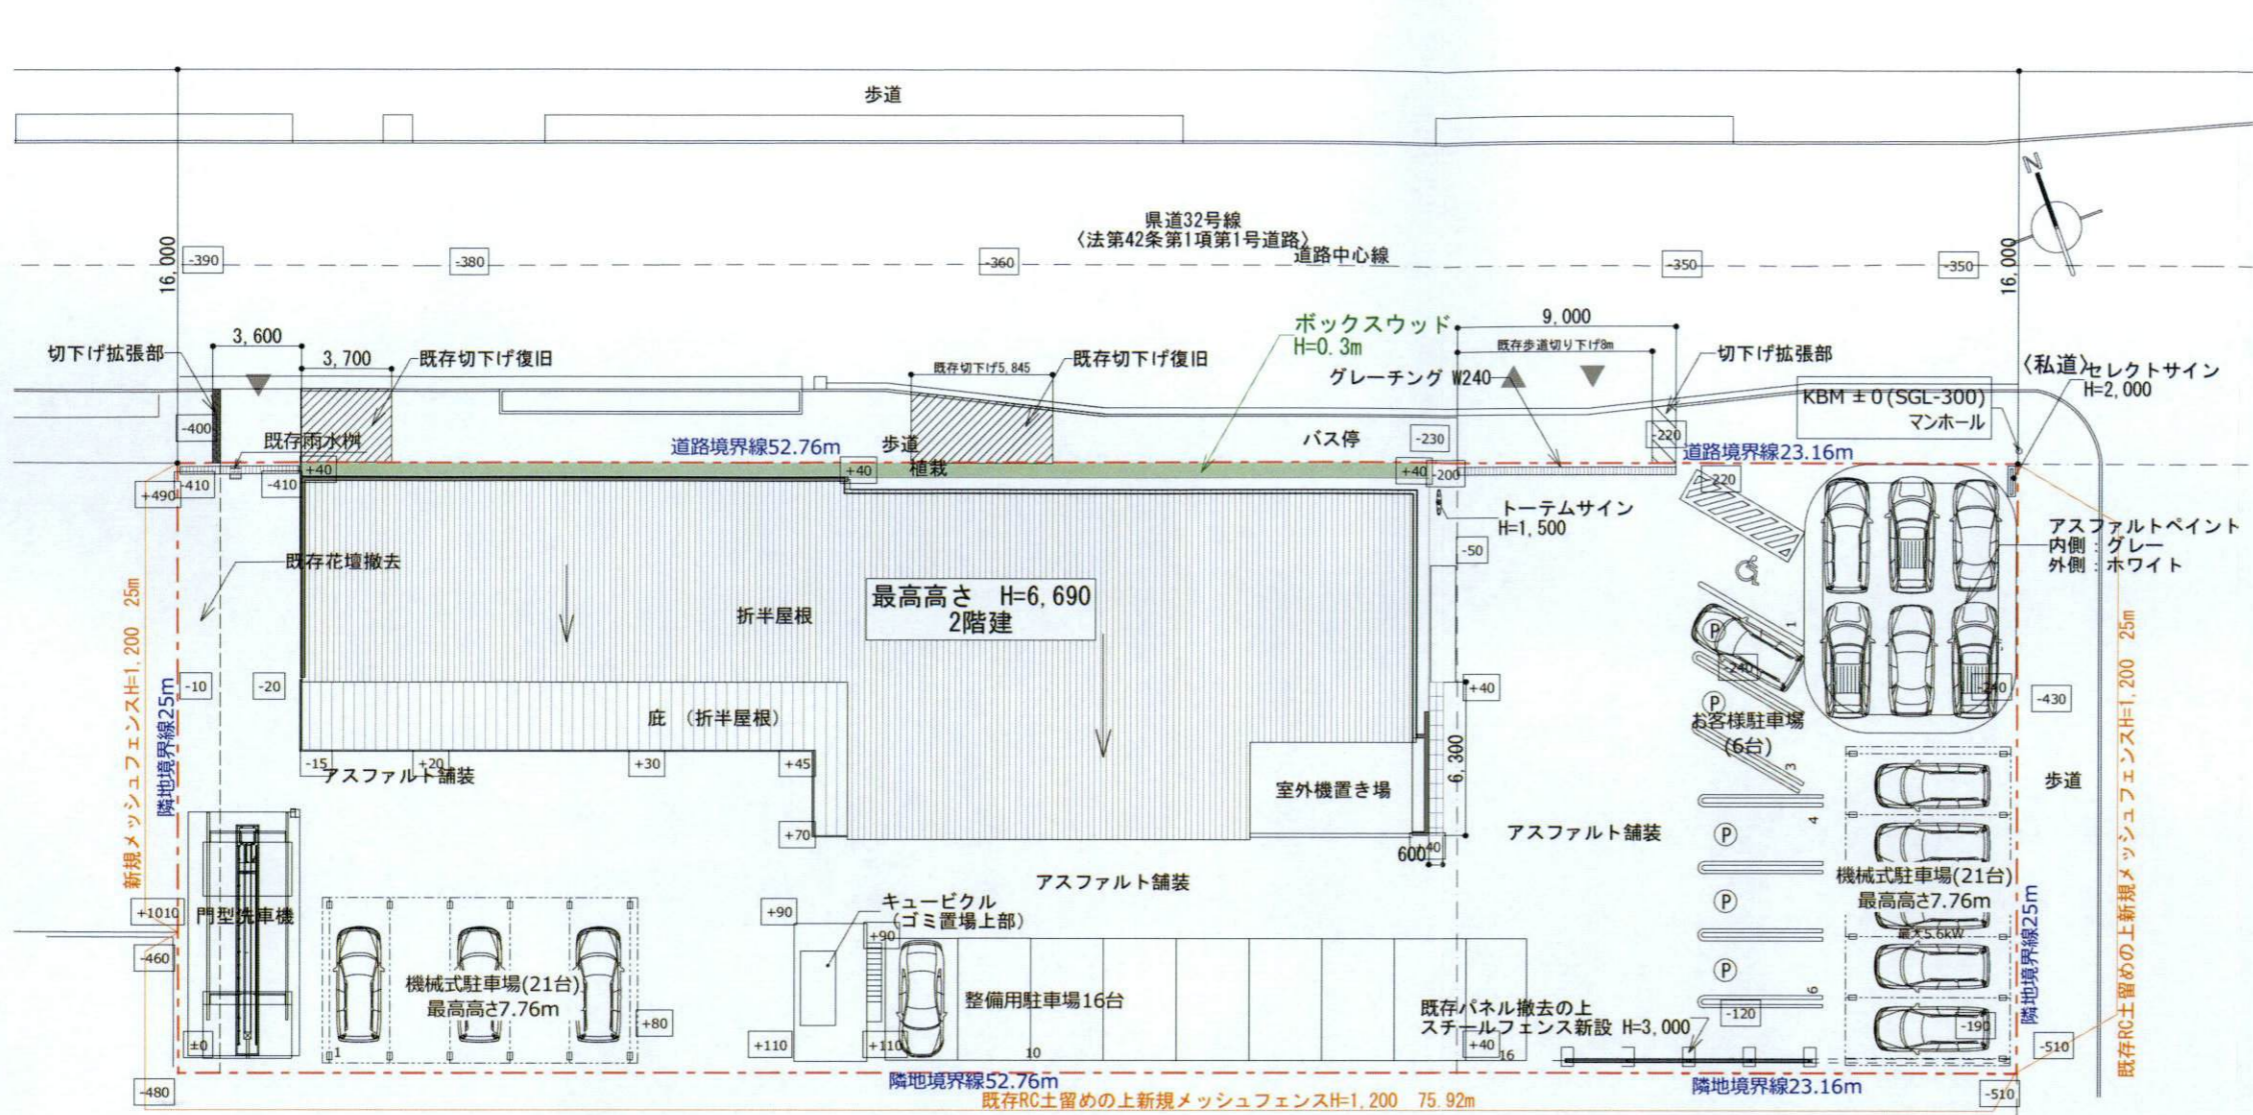 歩道
県道32号線
〈法第42条第1項第1号道路〉
道路中心線
16,000
-390
-380
-360
-350
-350
16,000
N
3,600
切下げ拡張部
3,700
既存切下げ復旧
既存切下げ5,845
既存切下げ復旧
ボックスウッド
H=0.3m
9,000
既存歩道切り下げ8m
グレーチング W240
切下げ拡張部
〈私道〉
セレクトサイン
H=2,000
KBM ±0(SGL-300)
マンホール
-400
既存雨水桝
道路境界線52.76m
歩道
植栽
バス停
-230
-220
道路境界線23.16m
+490
-410
-410
+40
+40
+40
-200
-220
トーテムサイン
H=1,500
アスファルトペイント
内側：グレー
外側：ホワイト
既存花壇撤去
-50
最高高さ H=6,690
2階建
折半屋根
新規メッシュフェンスH=1,200 25m
隣地境界線25m
-10
-20
庇 （折半屋根）
+40
6,300
P
1
-240
-240
P
お客様駐車場
(6台)
3
-430
歩道
既存RC土留めの上新規メッシュフェンスH=1,200 25m
-15
+20
+30
+45
アスファルト舗装
室外機置き場
+70
+40
600
アスファルト舗装
アスファルト舗装
4
P
P
P
6
機械式駐車場(21台)
最高高さ7.76m
最大5.6kW
隣地境界線25m
+1010
門型洗車機
-460
+90
キュービクル
（ゴミ置場上部）
+90
機械式駐車場(21台)
最高高さ7.76m
整備用駐車場16台
既存パネル撤去の上
スチールフェンス新設 H=3,000
-120
-190
±0
1
+80
+110
+110
10
+40
16
-510
-480
隣地境界線52.76m
隣地境界線23.16m
-510
既存RC土留めの上新規メッシュフェンスH=1,200 75.92m